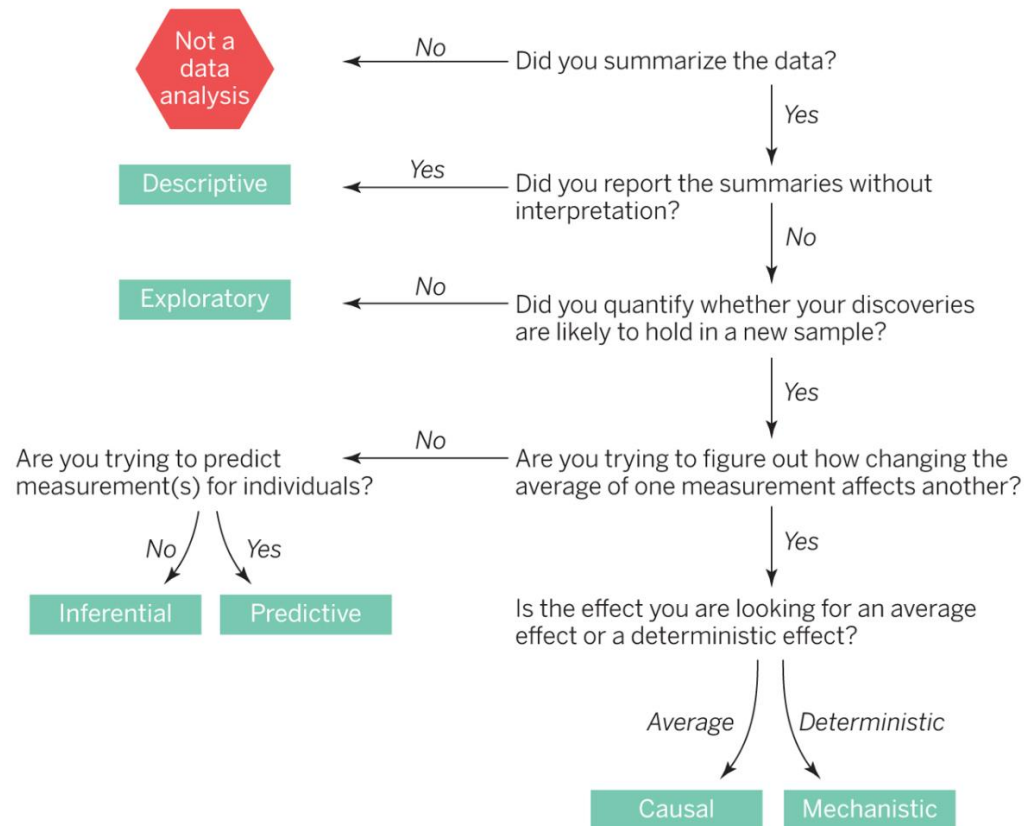 Not a
data
analysis
No
Did you summarize the data?
Yes
Descriptive
Yes
Did you report the summaries without
interpretation?
No
Exploratory
No
Did you quantify whether your discoveries
are likely to hold in a new sample?
Yes
Are you trying to predict
measurement(s) for individuals?
No
Are you trying to figure out how changing the
average of one measurement affects another?
No
Yes
Yes
Inferential
Predictive
Is the effect you are looking for an average
effect or a deterministic effect?
Average
Deterministic
Causal
Mechanistic